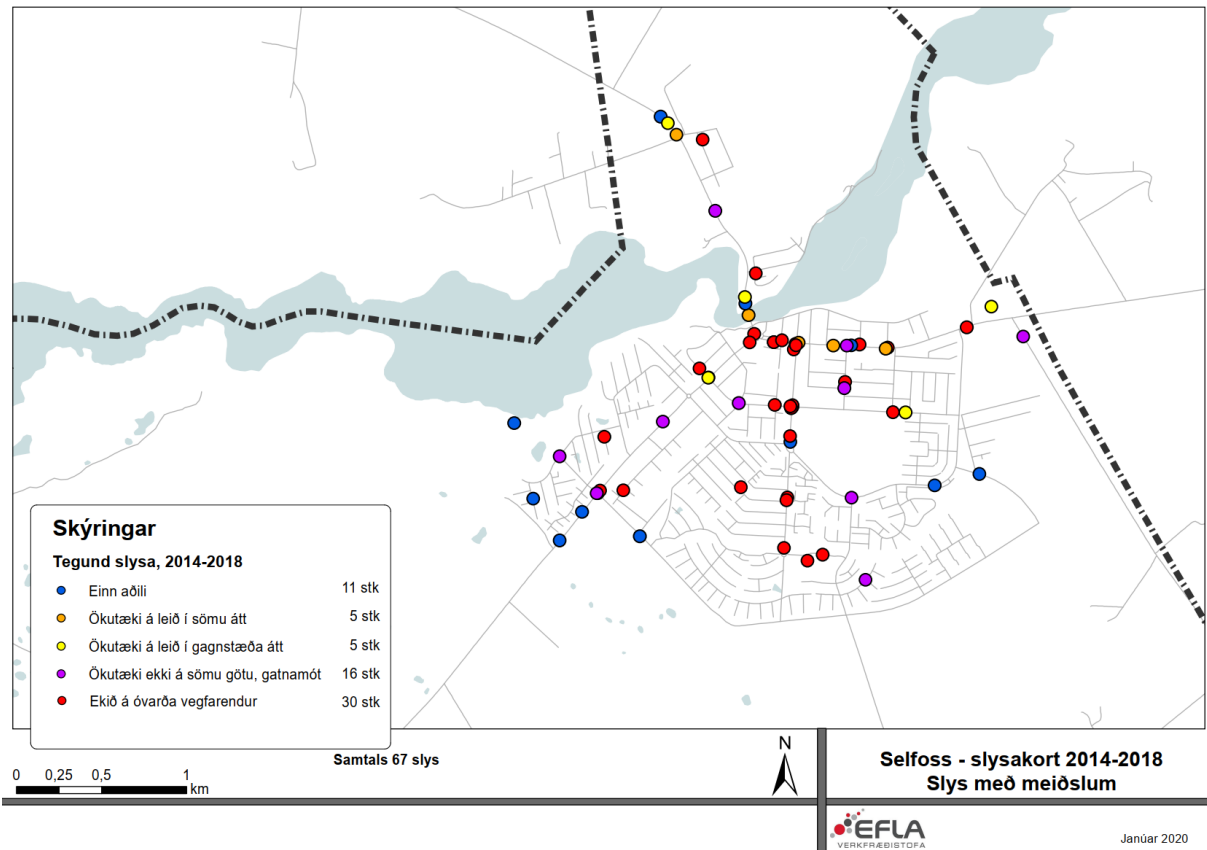 Skýringar
Tegund slysa, 2014-2018
Einn aðili 11 stk
Ökutæki á leið í sömu átt 5 stk
Ökutæki á leið í gagnstæða átt 5 stk
Ökutæki ekki á sömu götu, gatnamót 16 stk
Ekið á óvarða vegfarendur 30 stk
Samtals 67 slys
0 0,25 0,5 1
km
N
Selfoss - slysakort 2014-2018
Slys með meiðslum
EFLA
VERKFRÆÐISTOFA
Janúar 2020